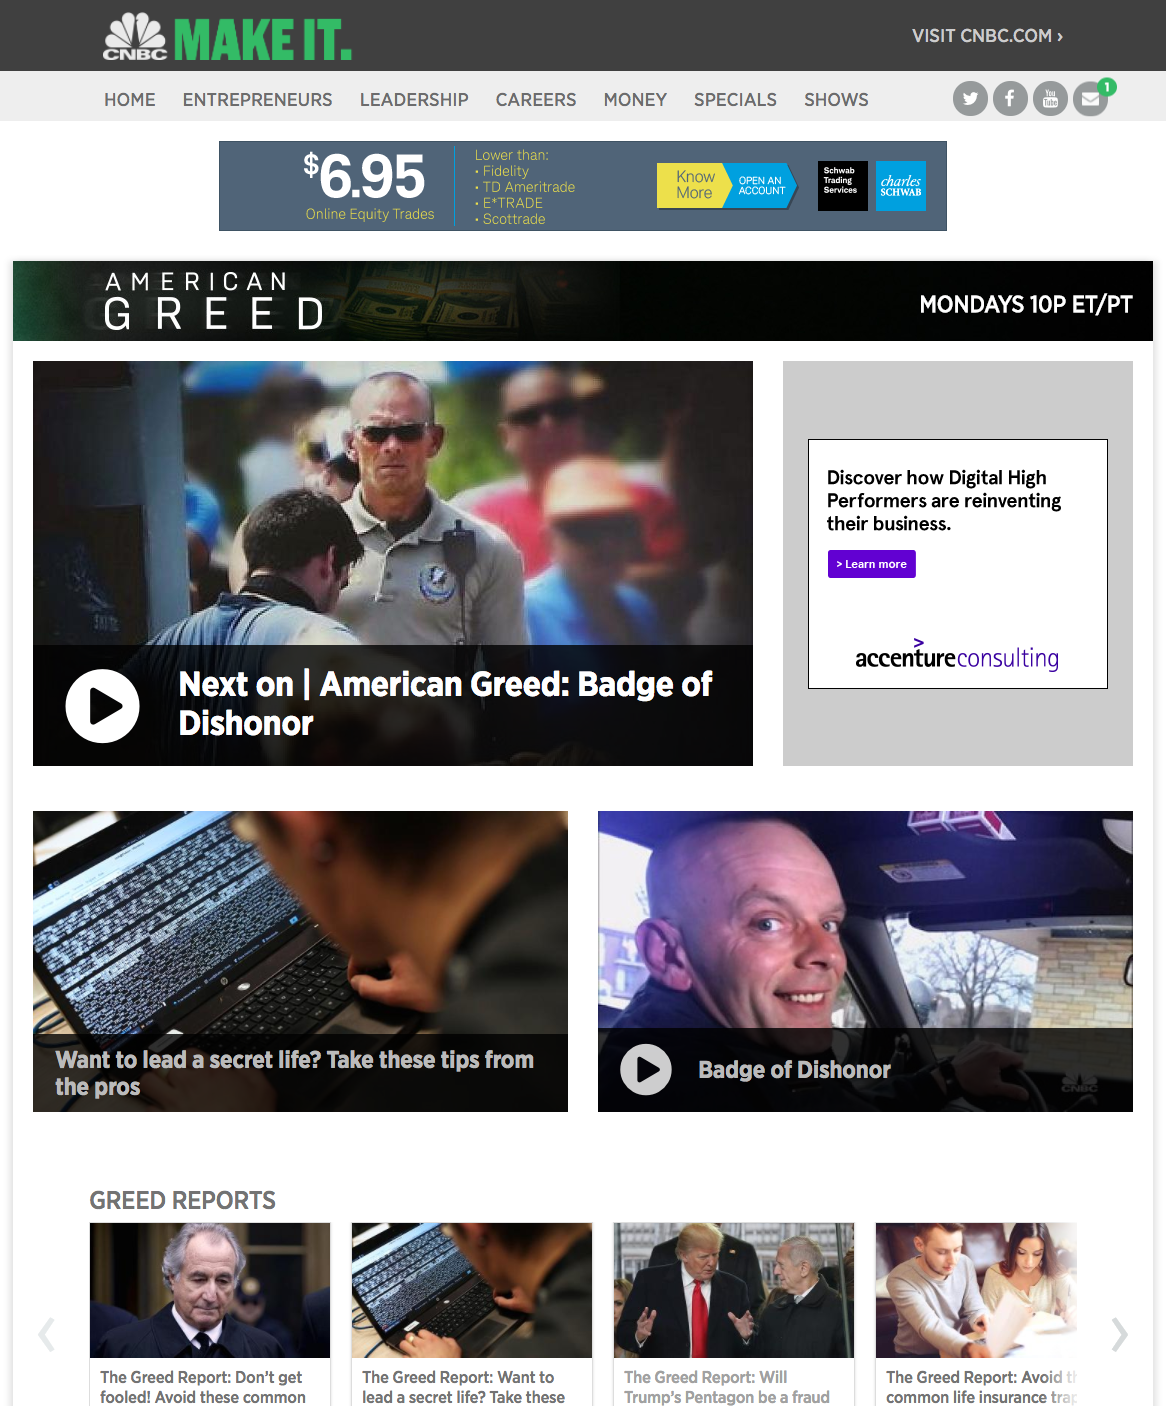 CNBC MAKE IT.
VISIT CNBC.COM ›
HOME ENTREPRENEURS LEADERSHIP CAREERS MONEY SPECIALS SHOWS
You
Tube
1
$6.95
Online Equity Trades
Lower than:
• Fidelity
• TD Ameritrade
• E*TRADE
• Scottrade
Know
More
OPEN AN
ACCOUNT
Schwab
Trading
Services
charles
SCHWAB
AMERICAN
GREED
MONDAYS 10P ET/PT
Next on | American Greed: Badge of
Dishonor
Discover how Digital High
Performers are reinventing
their business.
> Learn more
accentureconsulting
Want to lead a secret life? Take these tips from
the pros
Badge of Dishonor
CNBC
GREED REPORTS
The Greed Report: Don't get
fooled! Avoid these common
The Greed Report: Want to
lead a secret life? Take these
The Greed Report: Will
Trump's Pentagon be a fraud
The Greed Report: Avoid th
common life insurance trap